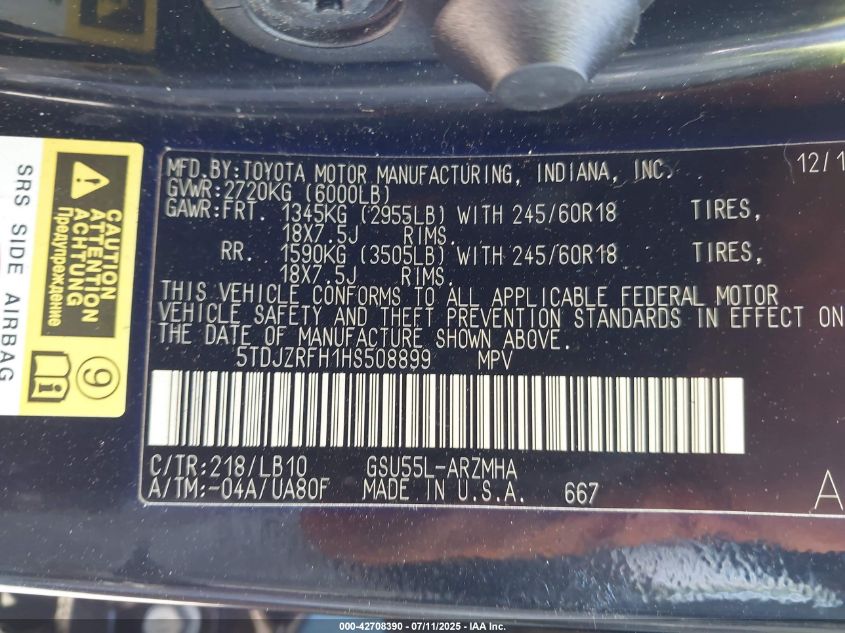 MFD.BY:TOYOTA MOTOR MANUFACTURING, INDIANA, INC. 12/1
GVWR:2720KG (6000LB)
GAWR:FRT. 1345KG (2955LB) WITH 245/60R18 TIRES,
18X7.5J RIMS.
RR. 1590KG (3505LB) WITH 245/60R18 TIRES,
18X7.5J RIMS.
THIS VEHICLE CONFORMS TO ALL APPLICABLE FEDERAL MOTOR
VEHICLE SAFETY AND THEFT PREVENTION STANDARDS IN EFFECT ON
THE DATE OF MANUFACTURE SHOWN ABOVE.
5TDJZRFH1HS508899 MPV
C/TR:218/LB10 GSU55L-ARZMHA
A/TM:-04A/UA80F MADE IN U.S.A. 667 A
SRS SIDE AIRBAG
CAUTION
ATTENTION
ACHTUNG
Предупреждение
9
000-42708390 - 07/11/2025 - IAA Inc.